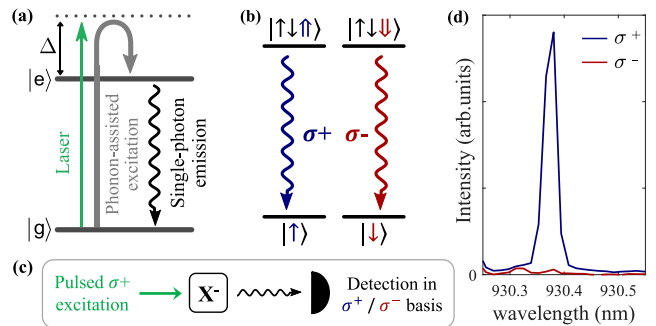 (a)
Δ
|e⟩
|g⟩
Laser
Phonon-assisted
excitation
Single-photon
emission
(b)
|↑↓⇑⟩
|↑↓⇓⟩
σ+
σ-
|↑⟩
|↓⟩
(c)
Pulsed σ+
excitation
X⁻
Detection in
σ⁺ / σ⁻ basis
(d)
σ⁺
σ⁻
Intensity (arb.units)
0
930.3 930.4 930.5
wavelength (nm)